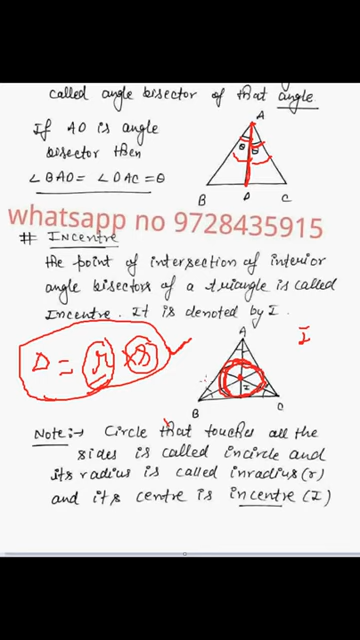 called angle bisector of that angle
If AD is angle
bisector then
∠BAD = ∠DAC = θ
A
θ θ
B D C
whatsapp no 9728435915
# Incentre
the point of intersection of interior
angle bisectors of a triangle is called
Incentre. It is denoted by I.
I
A
I
B C
Note:→ Circle that touches all the
sides is called incircle and
its radius is called inradius (r)
and its centre is incentre (I)